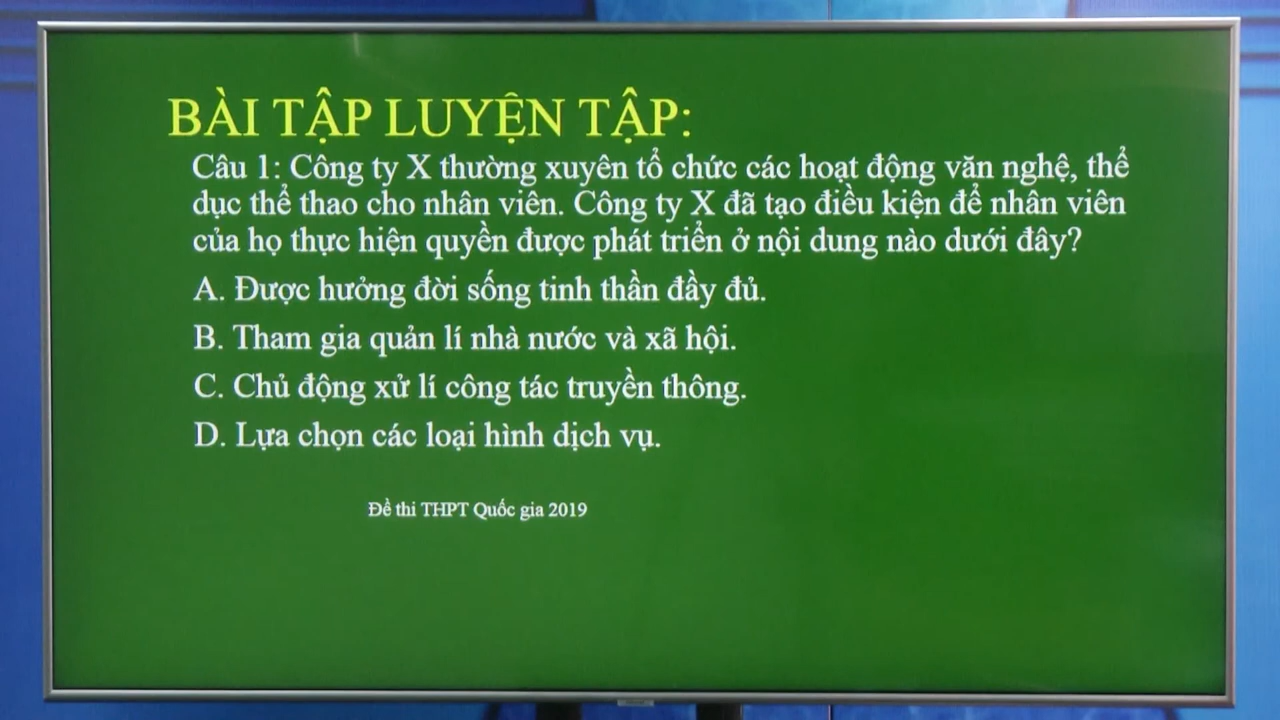 BÀI TẬP LUYỆN TẬP:
Câu 1: Công ty X thường xuyên tổ chức các hoạt động văn nghệ, thể
dục thể thao cho nhân viên. Công ty X đã tạo điều kiện để nhân viên
của họ thực hiện quyền được phát triển ở nội dung nào dưới đây?
A. Được hưởng đời sống tinh thần đầy đủ.
B. Tham gia quản lí nhà nước và xã hội.
C. Chủ động xử lí công tác truyền thông.
D. Lựa chọn các loại hình dịch vụ.
Đề thi THPT Quốc gia 2019